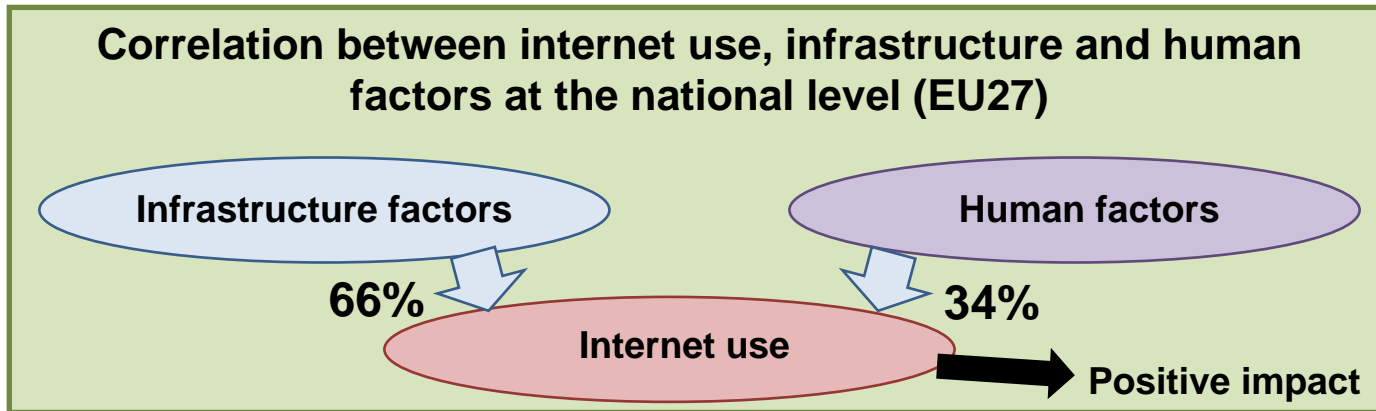 Correlation between internet use, infrastructure and human
factors at the national level (EU27)
Infrastructure factors
Human factors
66%
34%
Internet use
Positive impact